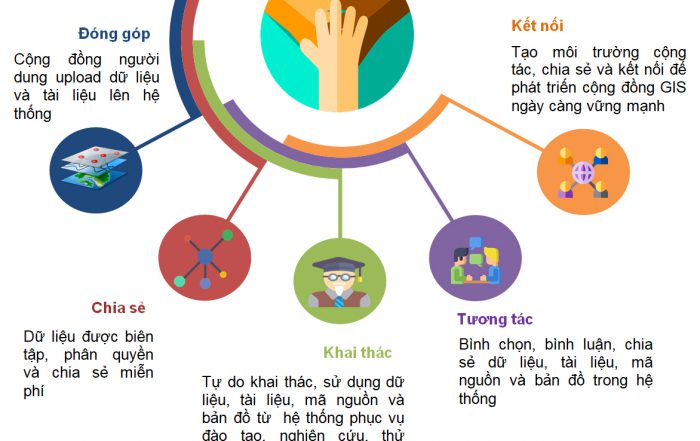 Đóng góp
Cộng đồng người
dung upload dữ liệu
và tài liệu lên hệ
thống
Kết nối
Tạo môi trường cộng
tác, chia sẻ và kết nối để
phát triển cộng đồng GIS
ngày càng vững mạnh
Chia sẻ
Dữ liệu được biên
tập, phân quyền
và chia sẻ miễn
phí
Khai thác
Tự do khai thác, sử dụng dữ
liệu, tài liệu, mã nguồn và
bản đồ từ hệ thống phục vụ
đào tạo, nghiên cứu, thử
Tương tác
Bình chọn, bình luận, chia
sẻ dữ liệu, tài liệu, mã
nguồn và bản đồ trong hệ
thống